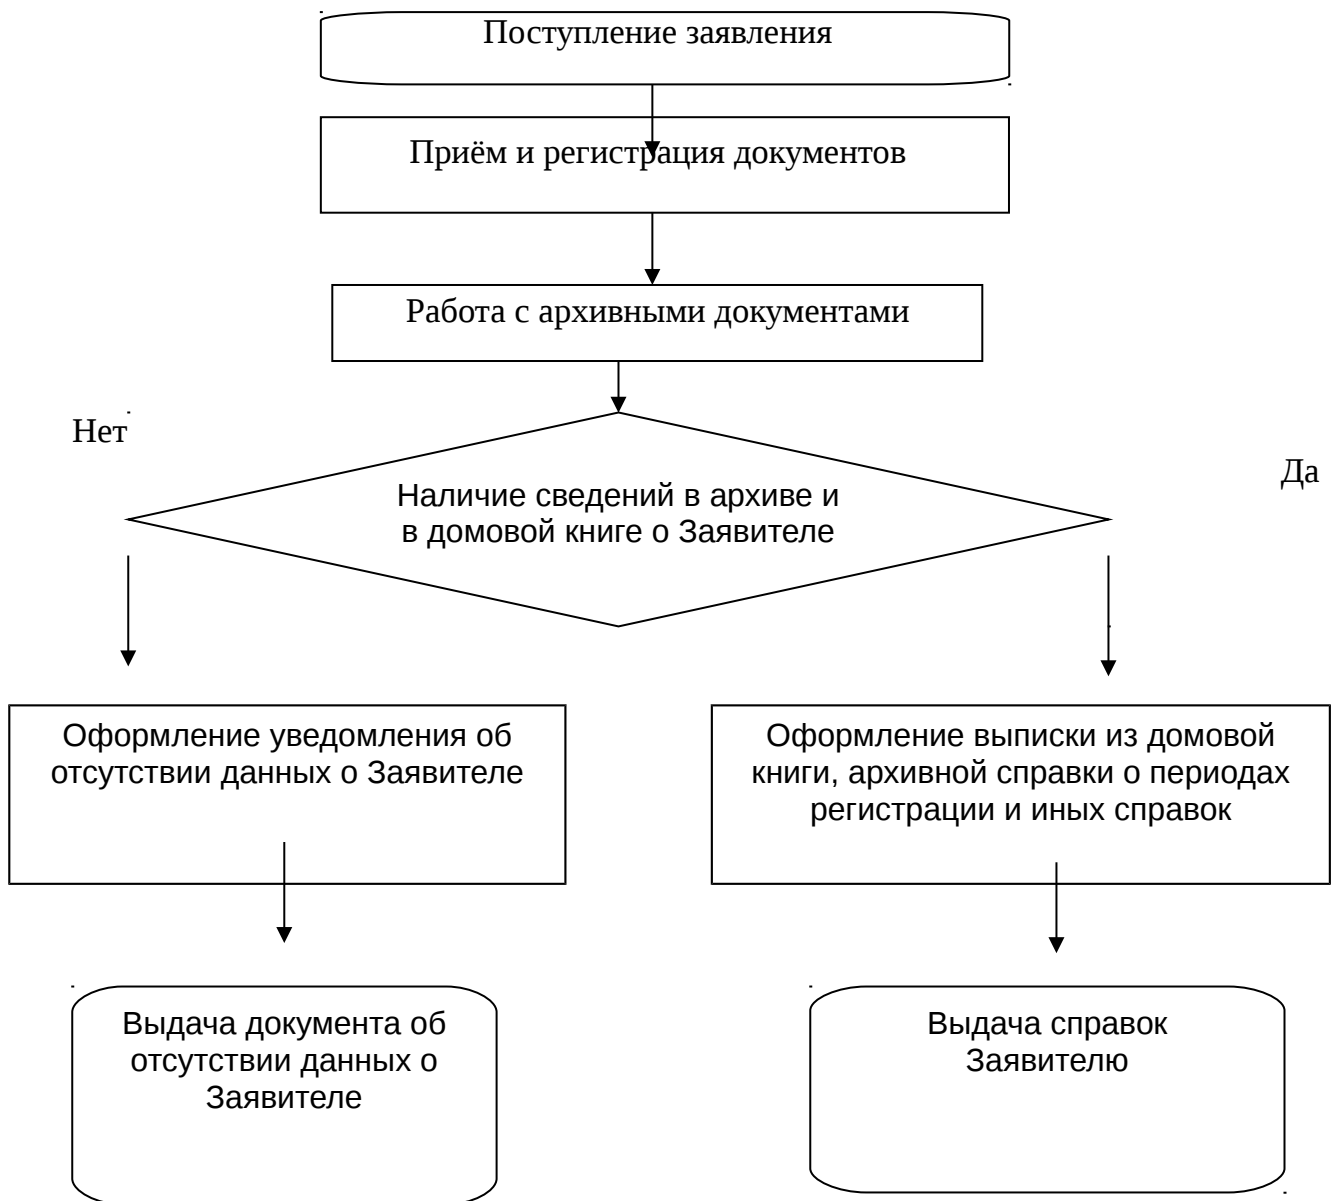 Поступление заявления
Приём и регистрация документов
Работа с архивными документами
Нет
Да
Наличие сведений в архиве и
в домовой книге о Заявителе
Оформление уведомления об
отсутствии данных о Заявителе
Оформление выписки из домовой
книги, архивной справки о периодах
регистрации и иных справок
Выдача документа об
отсутствии данных о
Заявителе
Выдача справок
Заявителю